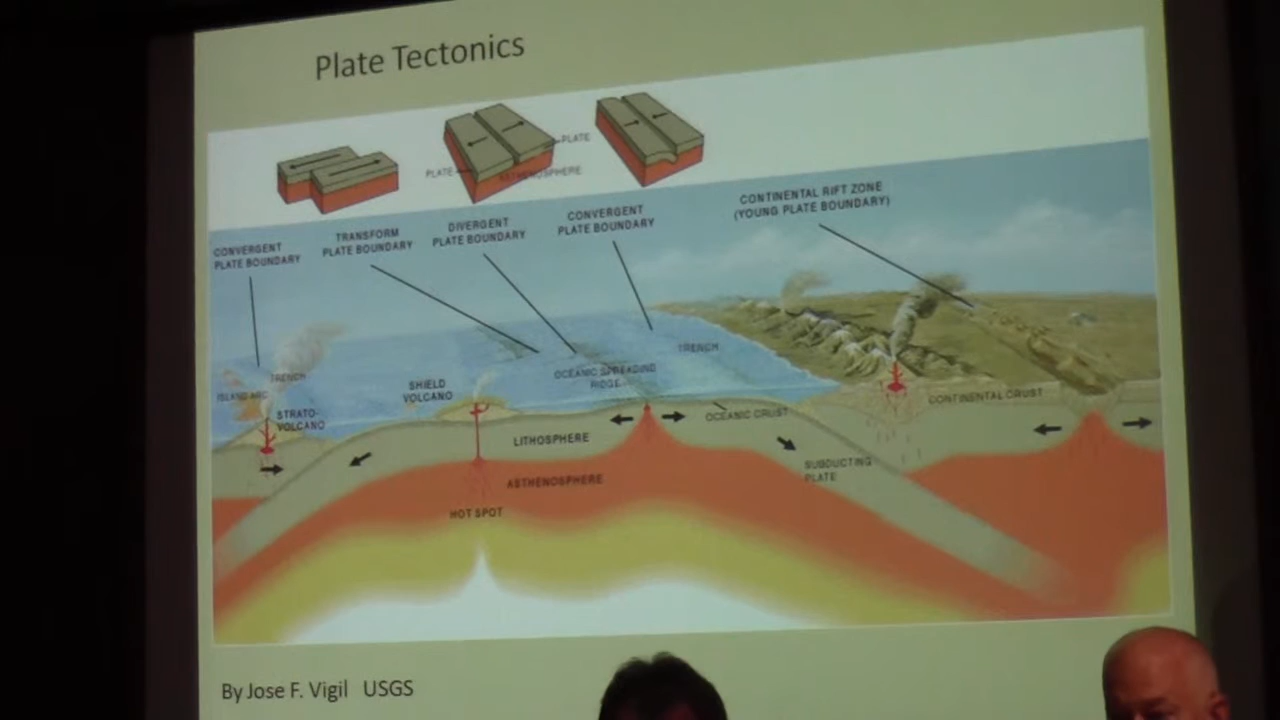 Plate Tectonics
PLATE
PLATE
ASTHENOSPHERE
CONVERGENT
PLATE BOUNDARY
TRANSFORM
PLATE BOUNDARY
DIVERGENT
PLATE BOUNDARY
CONVERGENT
PLATE BOUNDARY
CONTINENTAL RIFT ZONE
(YOUNG PLATE BOUNDARY)
TRENCH
ISLAND ARC
STRATO-
VOLCANO
SHIELD
VOLCANO
OCEANIC SPREADING
RIDGE
TRENCH
OCEANIC CRUST
CONTINENTAL CRUST
LITHOSPHERE
ASTHENOSPHERE
HOT SPOT
SUBDUCTING
PLATE
By Jose F. Vigil USGS